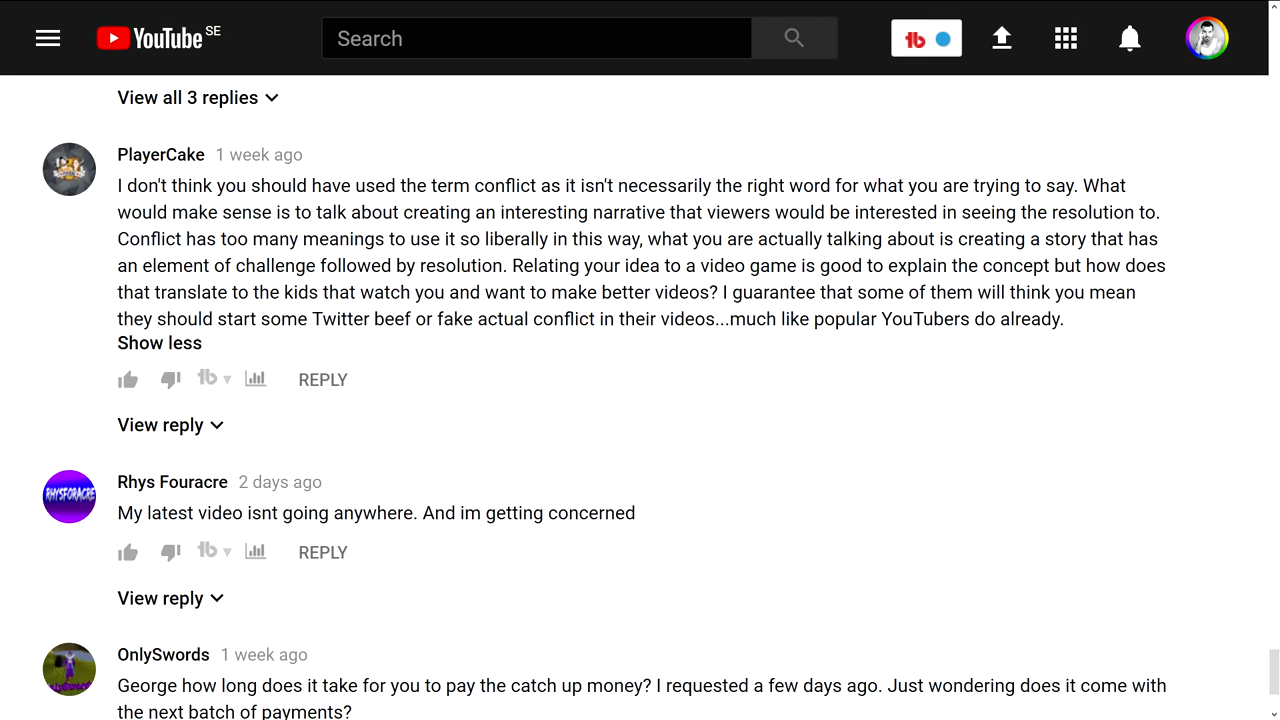 YouTube SE
Search
View all 3 replies
PlayerCake 1 week ago
I don't think you should have used the term conflict as it isn't necessarily the right word for what you are trying to say. What
would make sense is to talk about creating an interesting narrative that viewers would be interested in seeing the resolution to.
Conflict has too many meanings to use it so liberally in this way, what you are actually talking about is creating a story that has
an element of challenge followed by resolution. Relating your idea to a video game is good to explain the concept but how does
that translate to the kids that watch you and want to make better videos? I guarantee that some of them will think you mean
they should start some Twitter beef or fake actual conflict in their videos...much like popular YouTubers do already.
Show less
REPLY
View reply
RHYSFORACRE
Rhys Fouracre 2 days ago
My latest video isnt going anywhere. And im getting concerned
REPLY
View reply
OnlySwords 1 week ago
George how long does it take for you to pay the catch up money? I requested a few days ago. Just wondering does it come with
the next batch of payments?